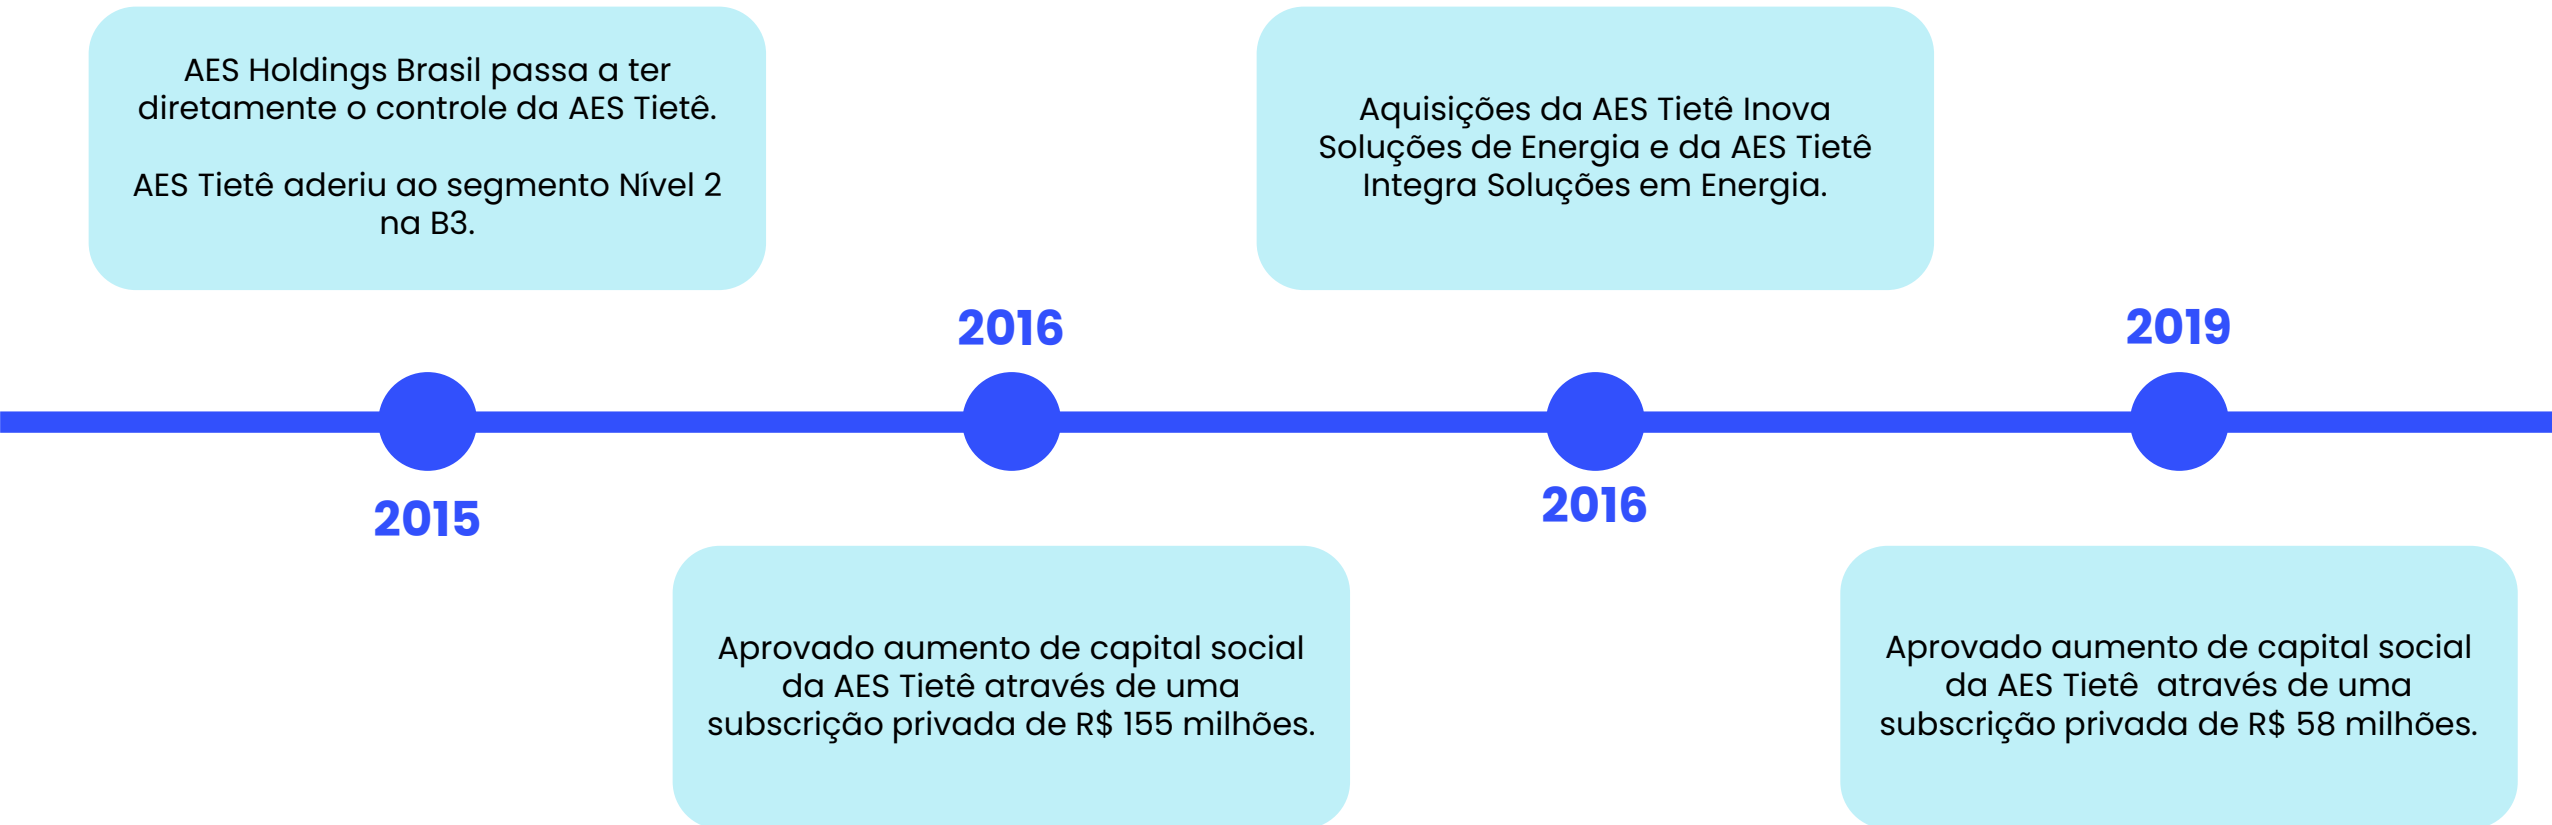 AES Holdings Brasil passa a ter
diretamente o controle da AES Tietê.
AES Tietê aderiu ao segmento Nível 2
na B3.
2015
2016
Aprovado aumento de capital social
da AES Tietê através de uma
subscrição privada de R$ 155 milhões.
Aquisições da AES Tietê Inova
Soluções de Energia e da AES Tietê
Integra Soluções em Energia.
2016
2019
Aprovado aumento de capital social
da AES Tietê  através de uma
subscrição privada de R$ 58 milhões.